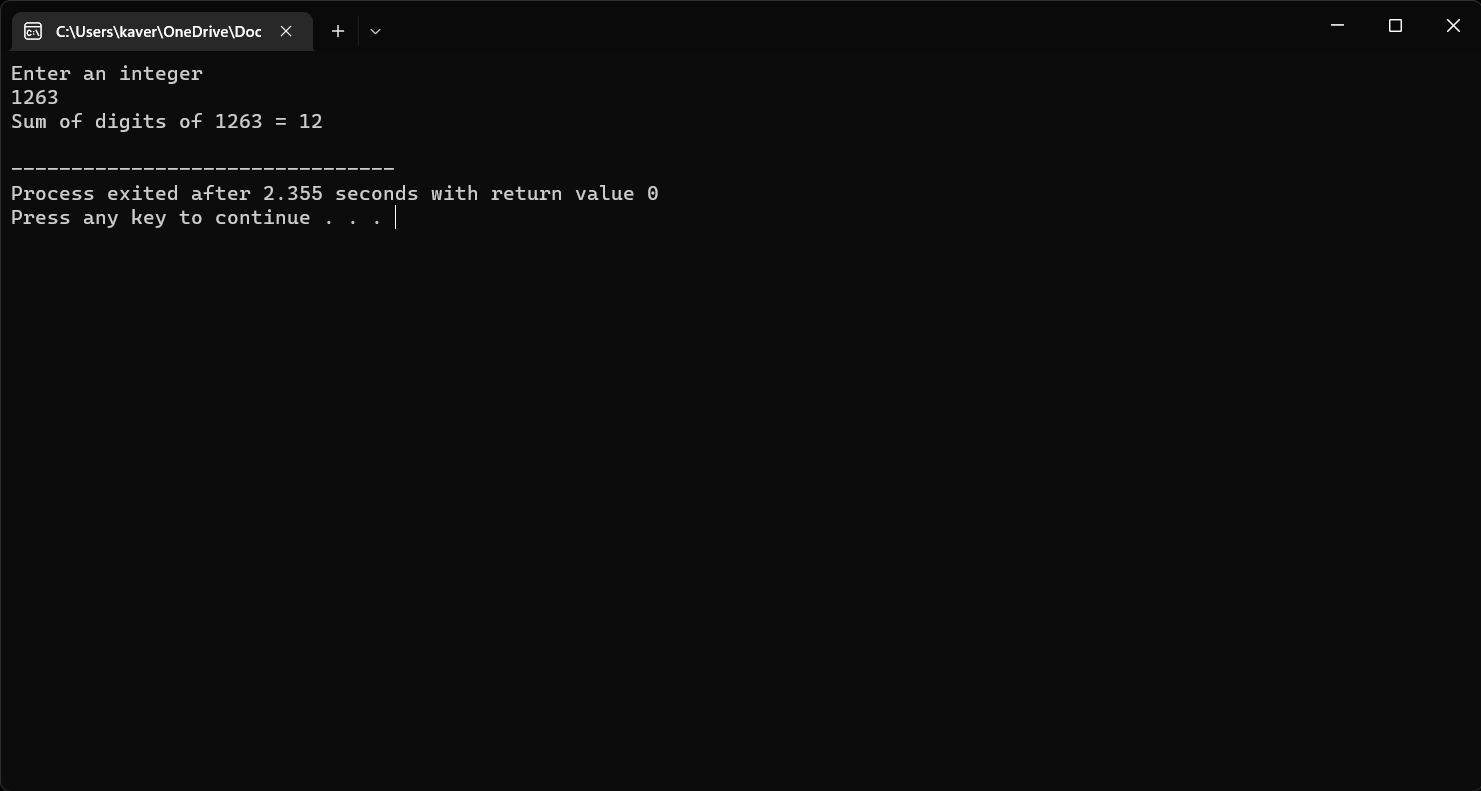 C:\Users\kaver\OneDrive\Doc
Enter an integer
1263
Sum of digits of 1263 = 12
--------------------------------
Process exited after 2.355 seconds with return value 0
Press any key to continue . . .